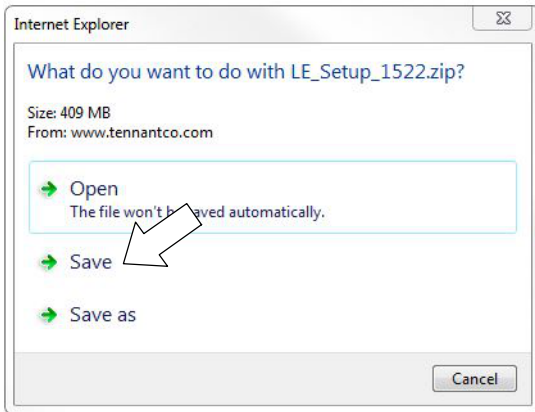 Internet Explorer
What do you want to do with LE_Setup_1522.zip?
Size: 409 MB
From: www.tennantco.com
Open
The file won't saved automatically.
Save
Save as
Cancel